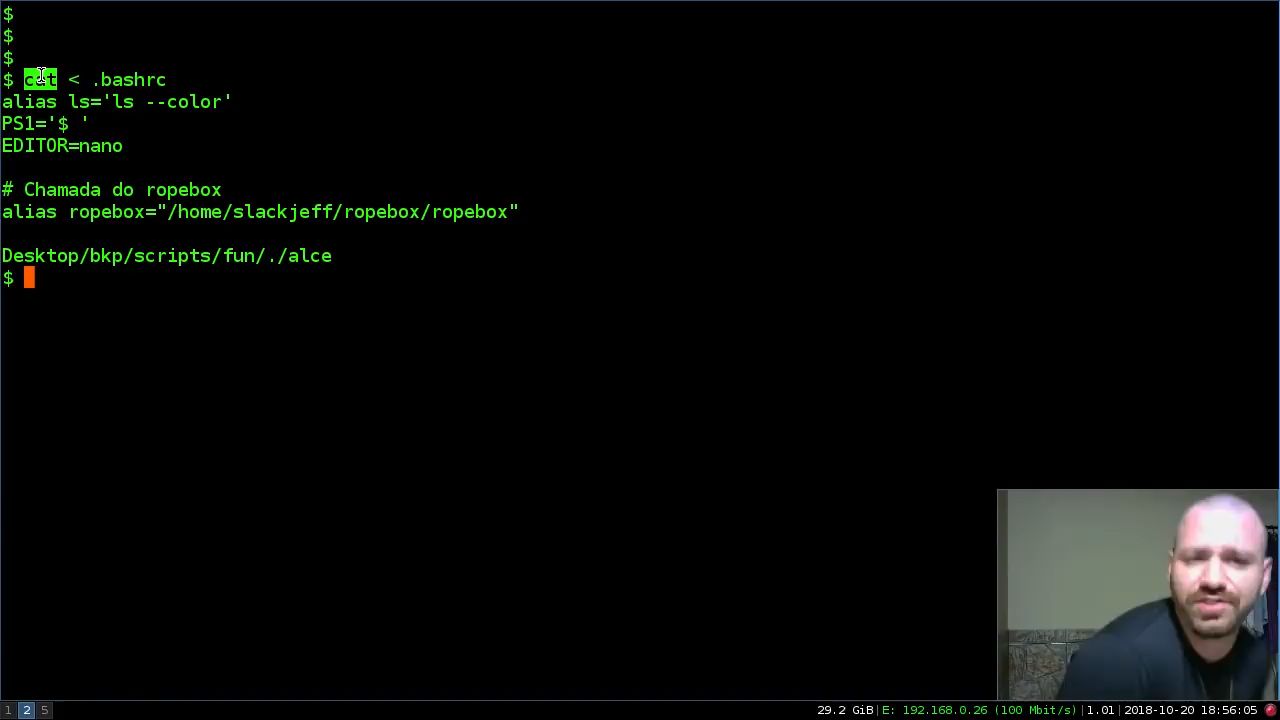 $
$
$
$ cat < .bashrc
alias ls='ls --color'
PS1='$ '
EDITOR=nano
# Chamada do ropebox
alias ropebox="/home/slackjeff/ropebox/ropebox"
Desktop/bkp/scripts/fun/./alce
$
1 2 5 29.2 GiB|E: 192.168.0.26 (100 Mbit/s)|1.01|2018-10-20 18:56:05